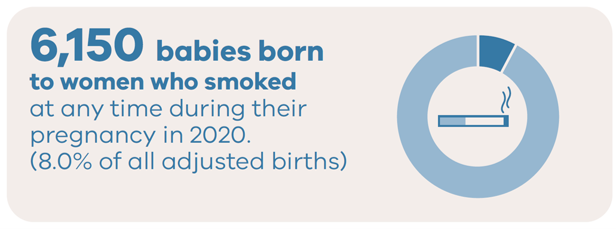 6,150 babies born
to women who smoked
at any time during their
pregnancy in 2020.
(8.0% of all adjusted births)